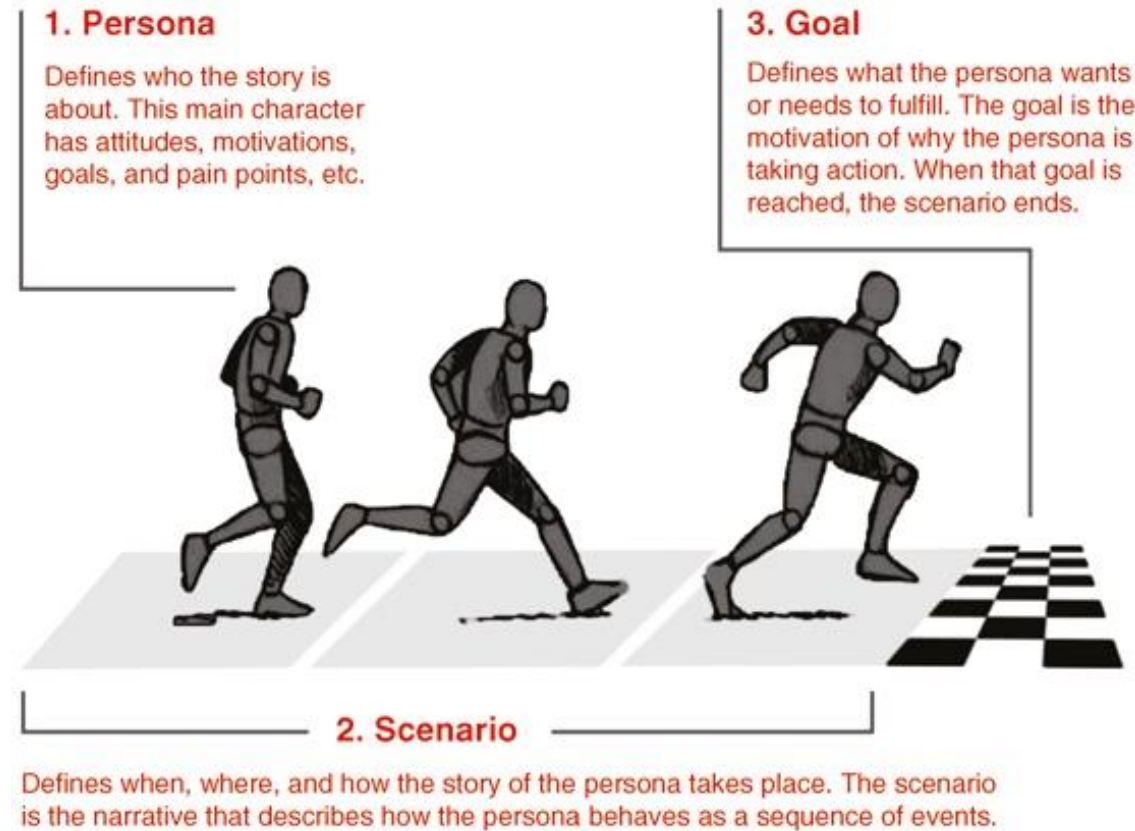 1. Persona
Defines who the story is
about. This main character
has attitudes, motivations,
goals, and pain points, etc.
3. Goal
Defines what the persona wants
or needs to fulfill. The goal is the
motivation of why the persona is
taking action. When that goal is
reached, the scenario ends.
2. Scenario
Defines when, where, and how the story of the persona takes place. The scenario
is the narrative that describes how the persona behaves as a sequence of events.